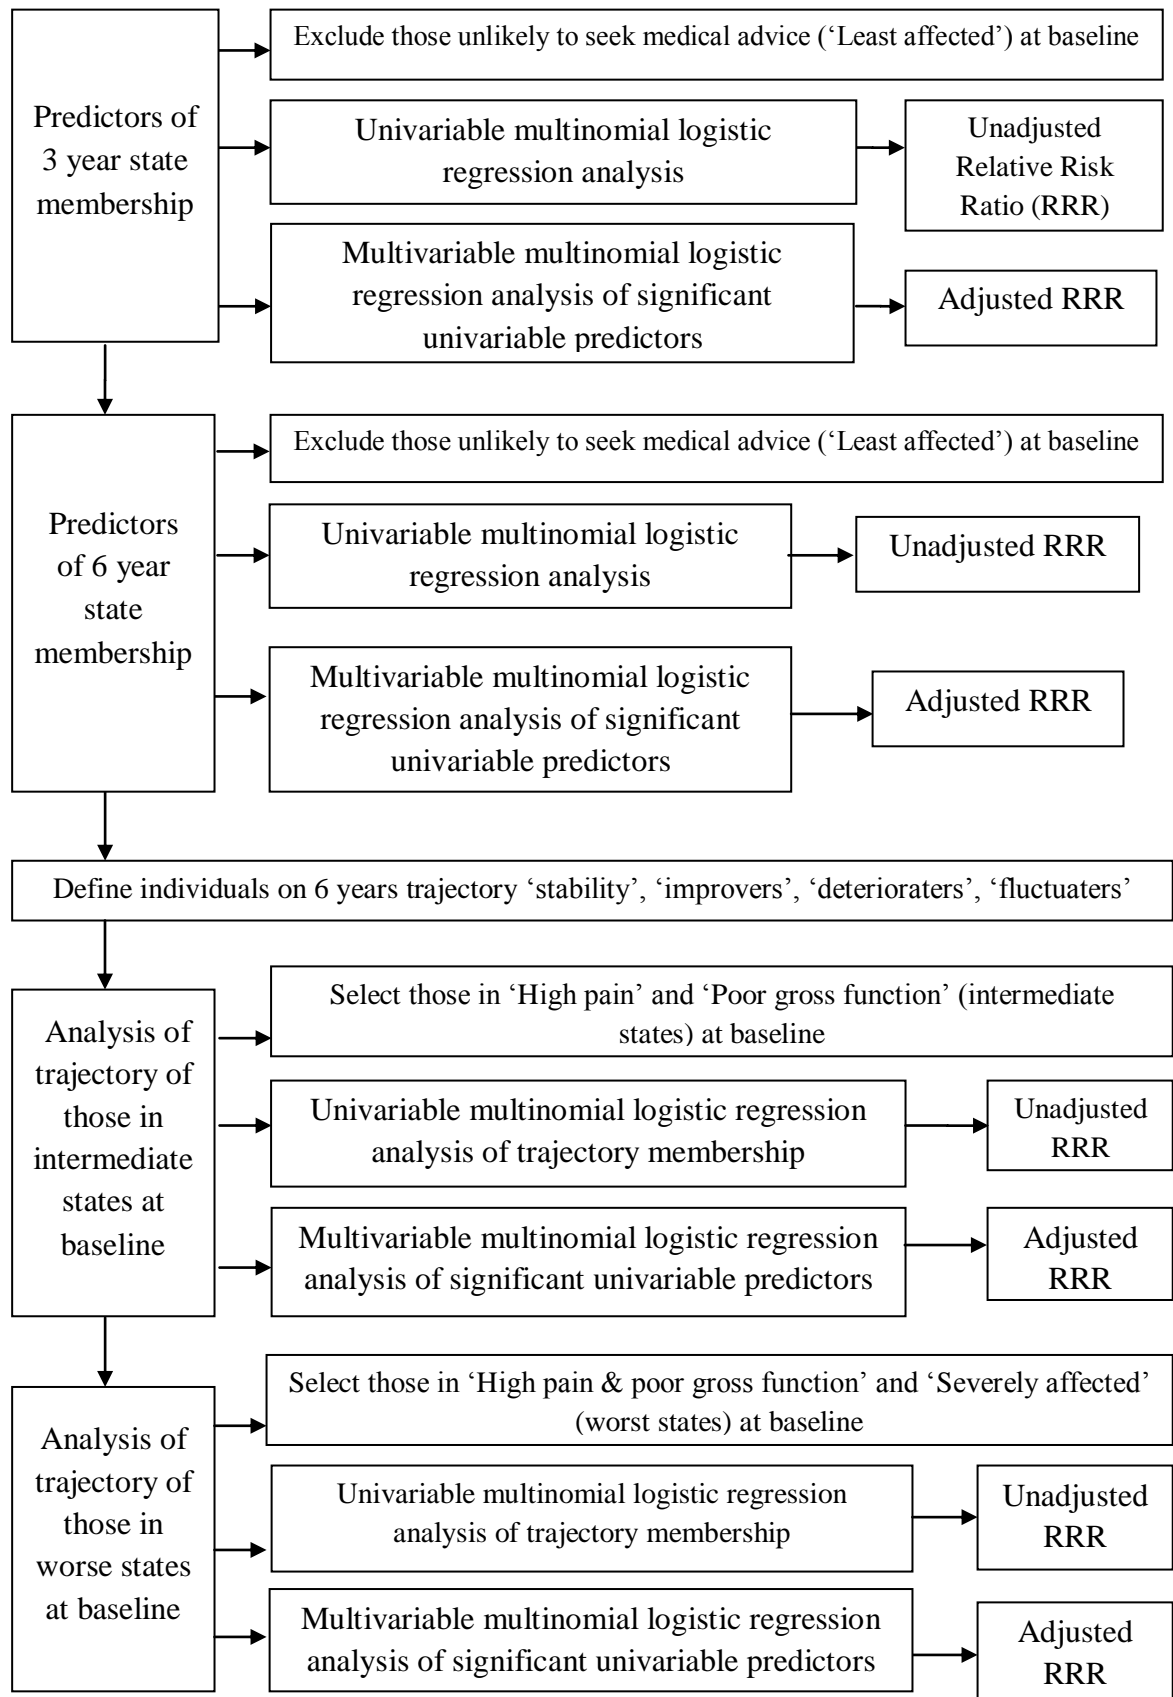 Exclude those unlikely to seek medical advice (‘Least affected’) at baseline
Predictors of
3 year state
membership
Univariable multinomial logistic
regression analysis
Unadjusted
Relative Risk
Ratio (RRR)
Multivariable multinomial logistic
regression analysis of significant
univariable predictors
Adjusted RRR
Exclude those unlikely to seek medical advice (‘Least affected’) at baseline
Predictors
of 6 year
state
membership
Univariable multinomial logistic
regression analysis
Unadjusted RRR
Multivariable multinomial logistic
regression analysis of significant
univariable predictors
Adjusted RRR
Define individuals on 6 years trajectory ‘stability’, ‘improvers’, ‘deterioraters’, ‘fluctuaters’
Select those in ‘High pain’ and ‘Poor gross function’ (intermediate
states) at baseline
Analysis of
trajectory of
those in
intermediate
states at
baseline
Univariable multinomial logistic regression
analysis of trajectory membership
Unadjusted
RRR
Multivariable multinomial logistic regression
analysis of significant univariable predictors
Adjusted
RRR
Select those in ‘High pain & poor gross function’ and ‘Severely affected’
(worst states) at baseline
Analysis of
trajectory of
those in
worse states
at baseline
Univariable multinomial logistic regression
analysis of trajectory membership
Unadjusted
RRR
Multivariable multinomial logistic regression
analysis of significant univariable predictors
Adjusted
RRR